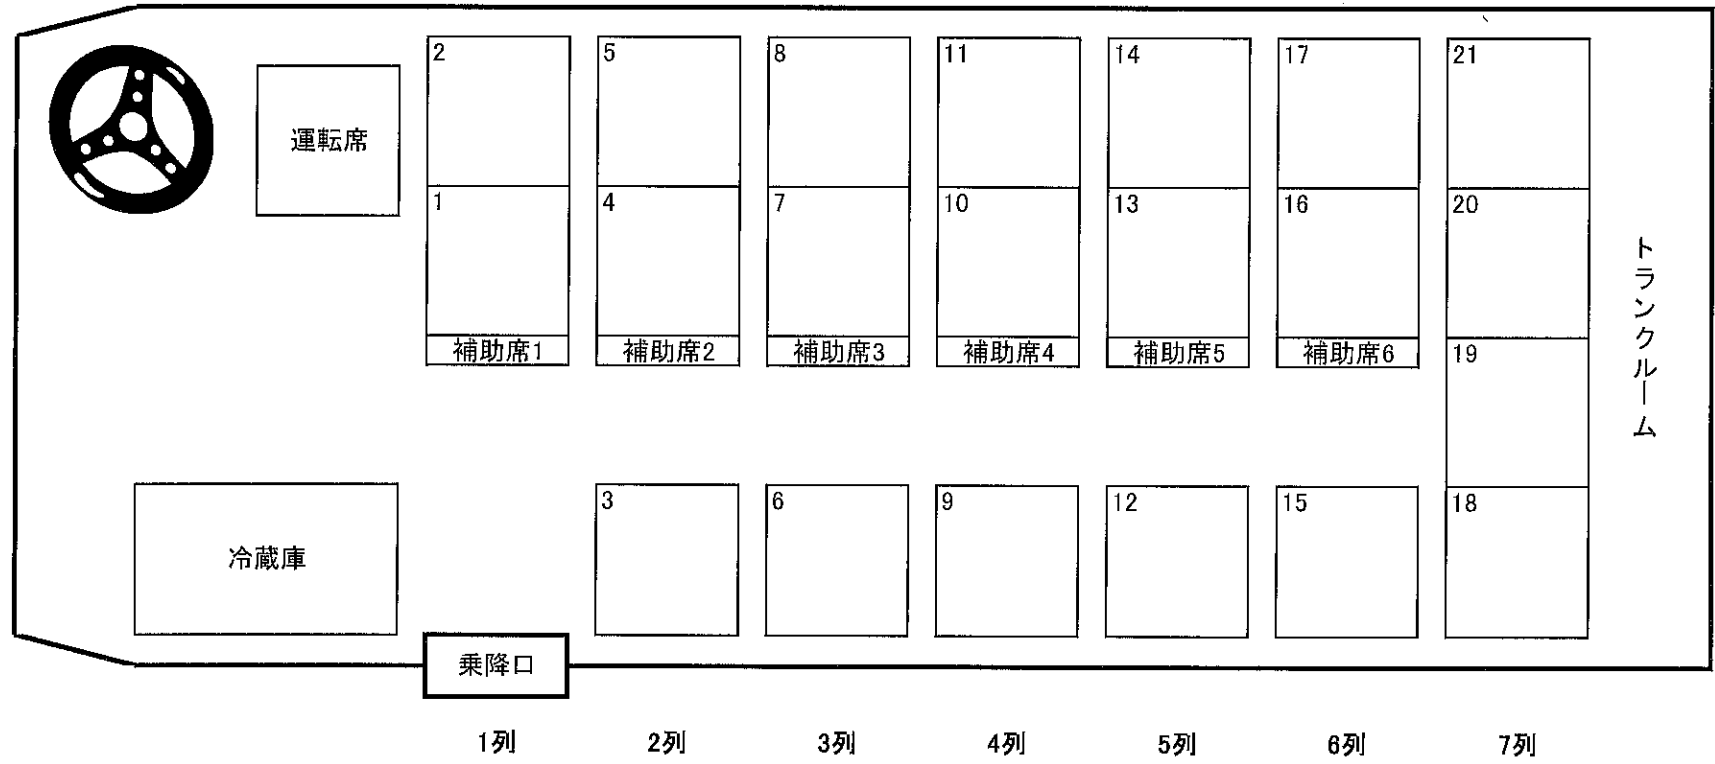 2 5 8 11 14 17 21
運転席
1 4 7 10 13 16 20
トランクルーム
補助席1 補助席2 補助席3 補助席4 補助席5 補助席6 19
3 6 9 12 15 18
冷蔵庫
乗降口
1列 2列 3列 4列 5列 6列 7列